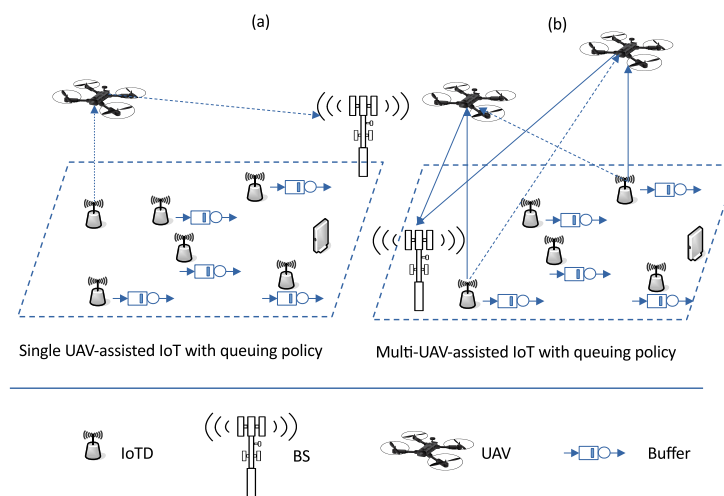 (a)
(b)
Single UAV-assisted IoT with queuing policy
Multi-UAV-assisted IoT with queuing policy
IoTD
BS
UAV
Buffer